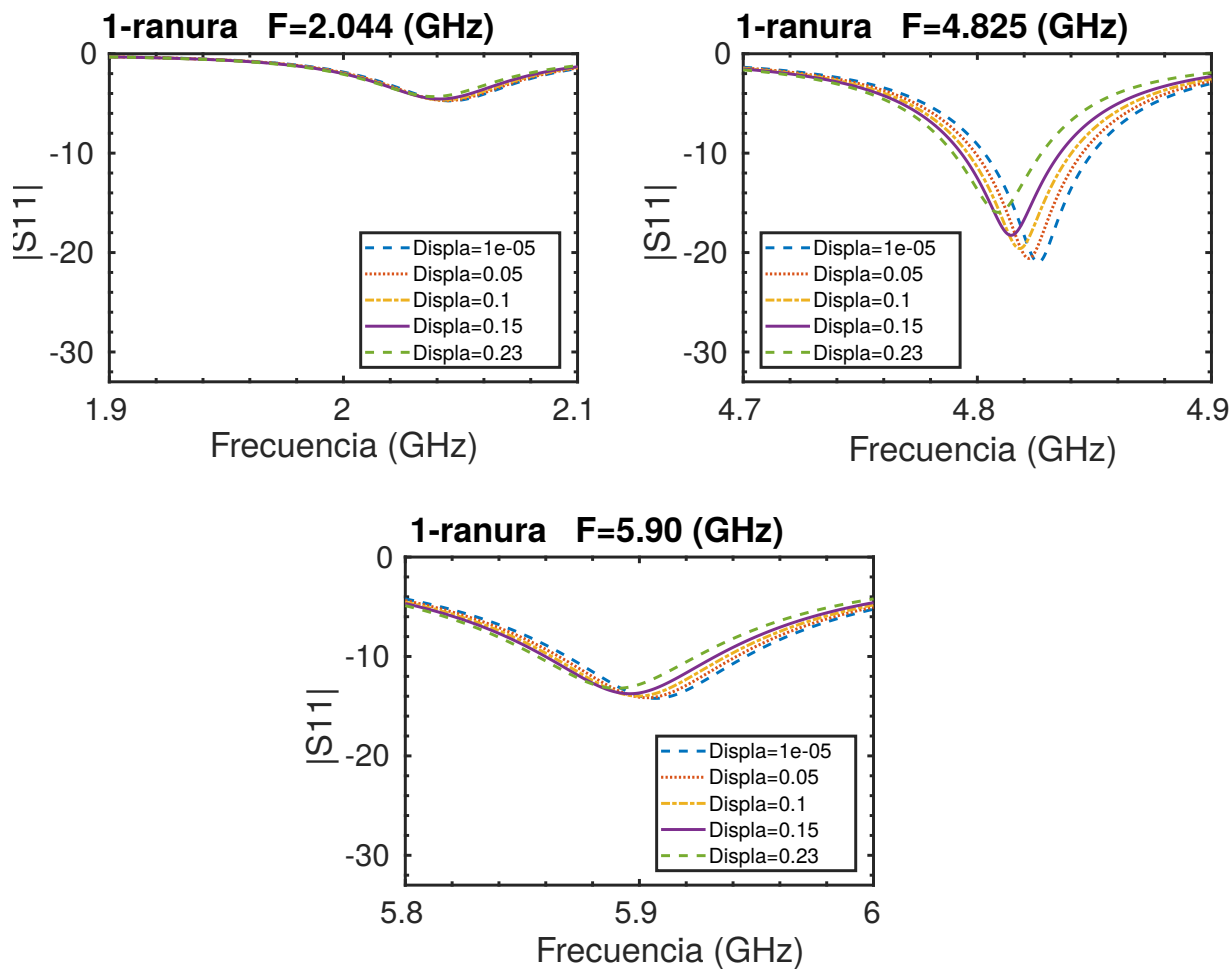 1-ranura F=2.044 (GHz)
0
-10
-20
-30
|S11|
Displa=1e-05
Displa=0.05
Displa=0.1
Displa=0.15
Displa=0.23
1.9
2
2.1
Frecuencia (GHz)
1-ranura F=4.825 (GHz)
0
-10
-20
-30
|S11|
Displa=1e-05
Displa=0.05
Displa=0.1
Displa=0.15
Displa=0.23
4.7
4.8
4.9
Frecuencia (GHz)
1-ranura F=5.90 (GHz)
0
-10
-20
-30
|S11|
Displa=1e-05
Displa=0.05
Displa=0.1
Displa=0.15
Displa=0.23
5.8
5.9
6
Frecuencia (GHz)